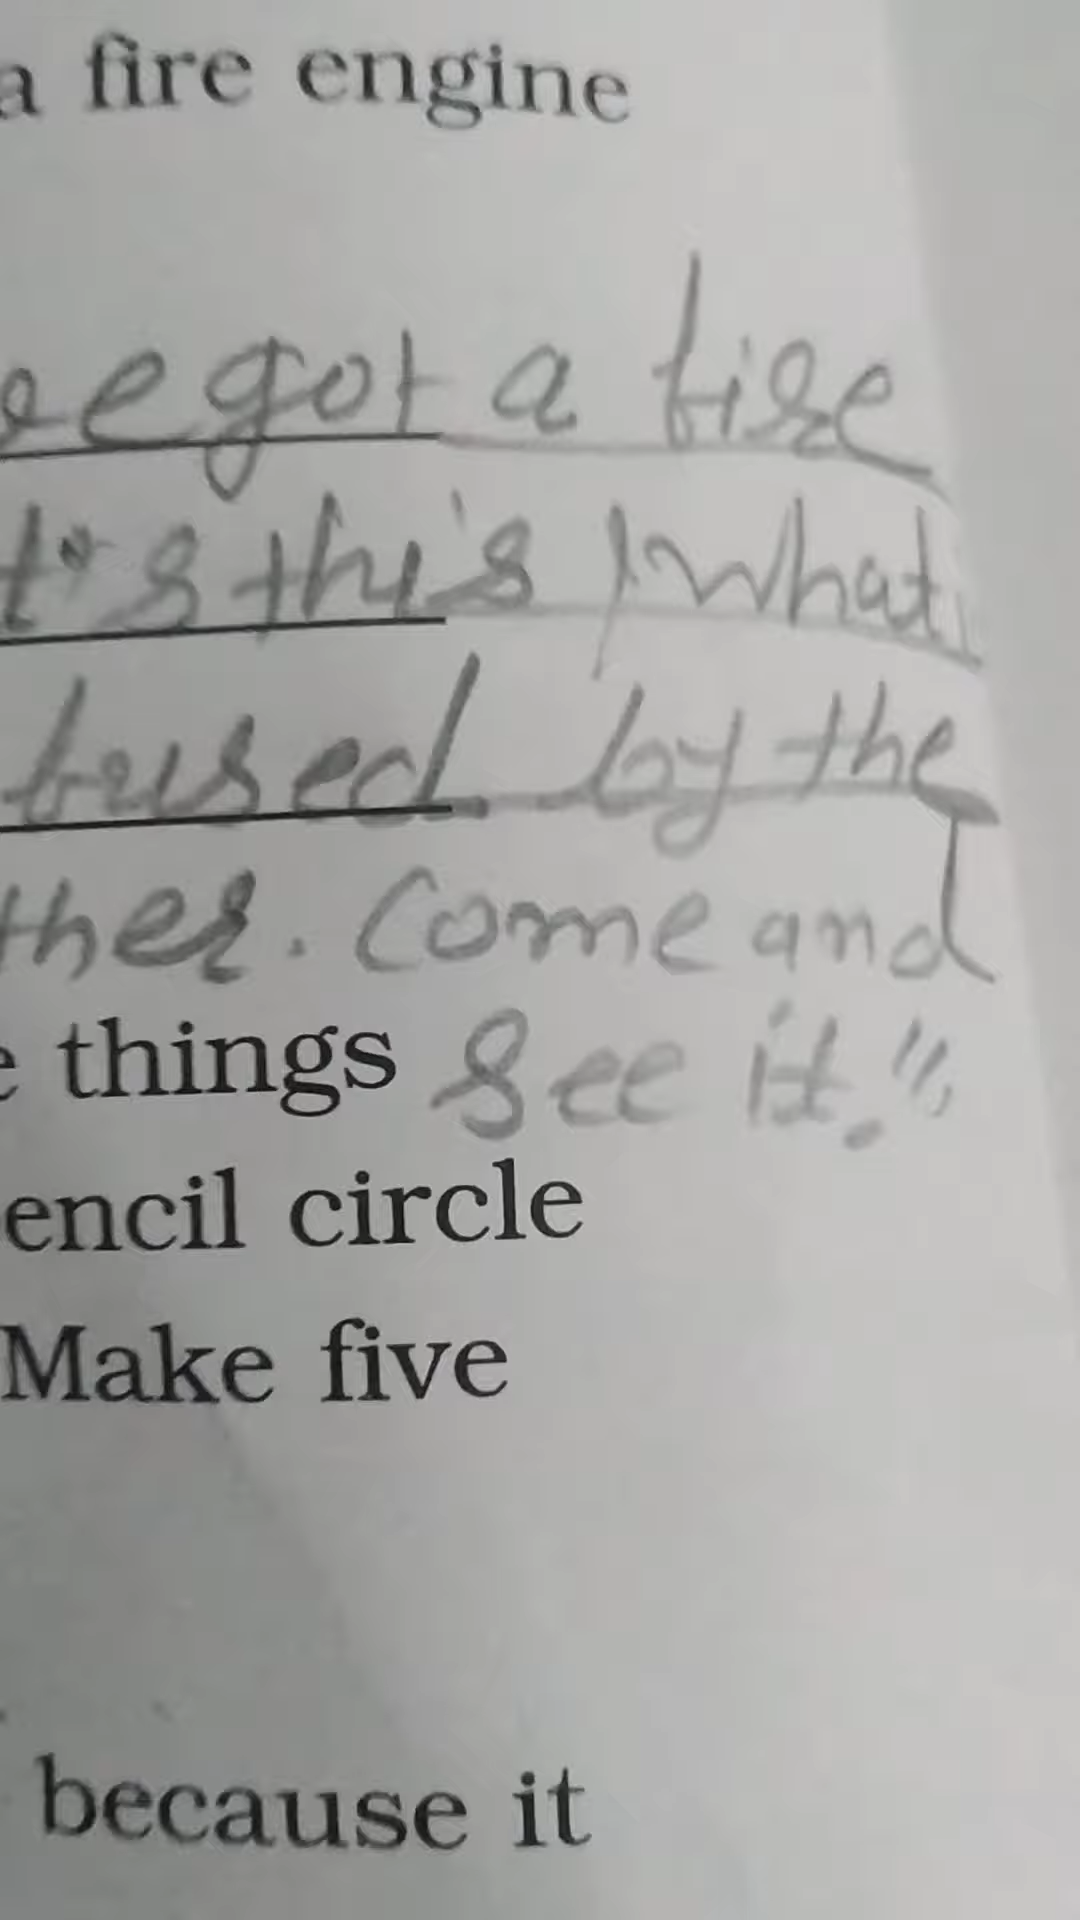 a fire engine
e got a fire
t's this, what
fused by the
ther. Come and
things See it."
encil circle
Make five
because it